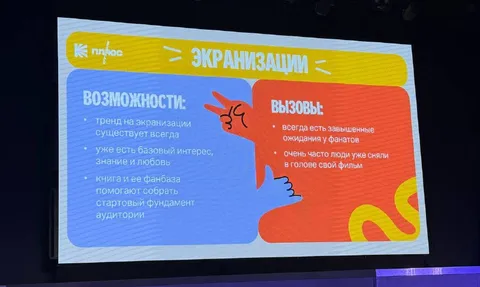 плюс
ЭКРАНИЗАЦИИ
ВОЗМОЖНОСТИ:
• тренд на экранизации
существует всегда
• уже есть базовый интерес,
знание и любовь
• книга и ее фанбаза
помогают собрать
стартовый фундамент
аудитории
ВЫЗОВЫ:
• всегда есть завышенные
ожидания у фанатов
• очень часто люди уже сняли
в голове свой фильм